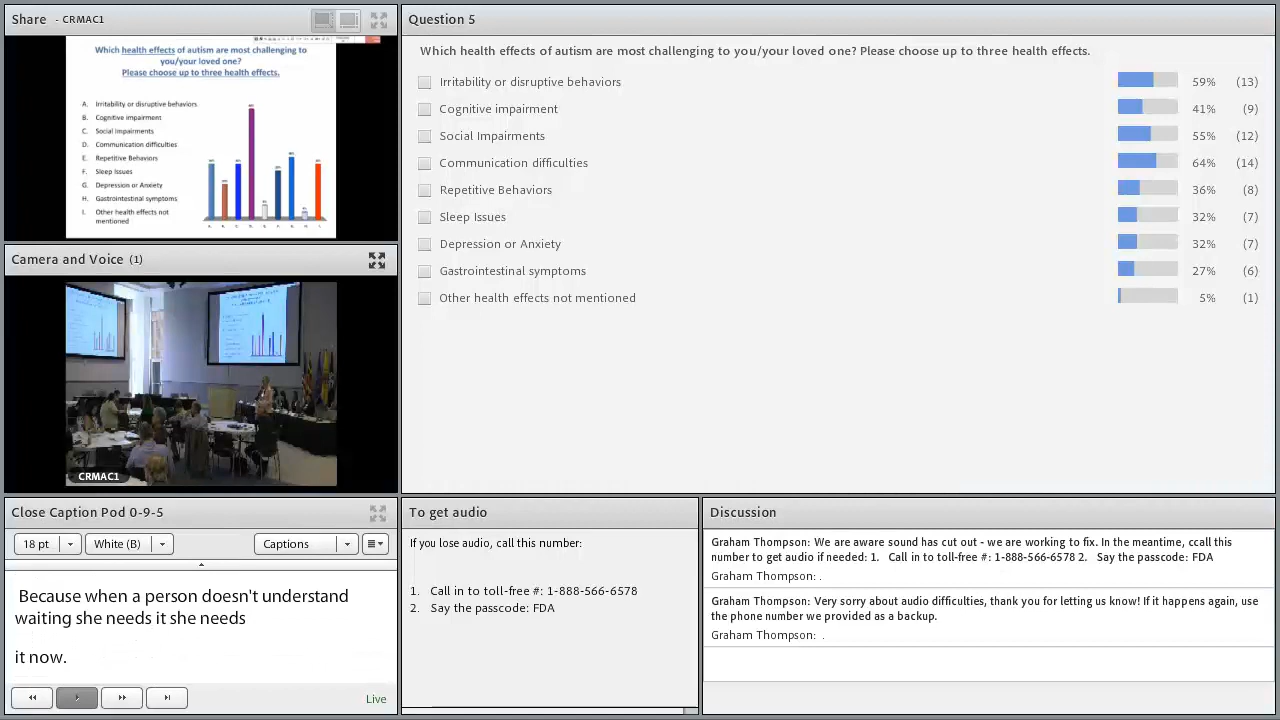 Share - CRMAC1
Which health effects of autism are most challenging to
you/your loved one?
Please choose up to three health effects.
A. Irritability or disruptive behaviors
B. Cognitive impairment
C. Social Impairments
D. Communication difficulties
E. Repetitive Behaviors
F. Sleep Issues
G. Depression or Anxiety
H. Gastrointestinal symptoms
I. Other health effects not
mentioned
Camera and Voice (1)
CRMAC1
Question 5
Which health effects of autism are most challenging to you/your loved one? Please choose up to three health effects.
Irritability or disruptive behaviors 59% (13)
Cognitive impairment 41% (9)
Social Impairments 55% (12)
Communication difficulties 64% (14)
Repetitive Behaviors 36% (8)
Sleep Issues 32% (7)
Depression or Anxiety 32% (7)
Gastrointestinal symptoms 27% (6)
Other health effects not mentioned 5% (1)
Close Caption Pod 0-9-5
18 pt White (B) Captions
Because when a person doesn't understand
waiting she needs it she needs
it now.
Live
To get audio
If you lose audio, call this number:
1. Call in to toll-free #: 1-888-566-6578
2. Say the passcode: FDA
Discussion
Graham Thompson: We are aware sound has cut out - we are working to fix. In the meantime, ccall this
number to get audio if needed: 1. Call in to toll-free #: 1-888-566-6578 2. Say the passcode: FDA
Graham Thompson: .
Graham Thompson: Very sorry about audio difficulties, thank you for letting us know! If it happens again, use
the phone number we provided as a backup.
Graham Thompson: .